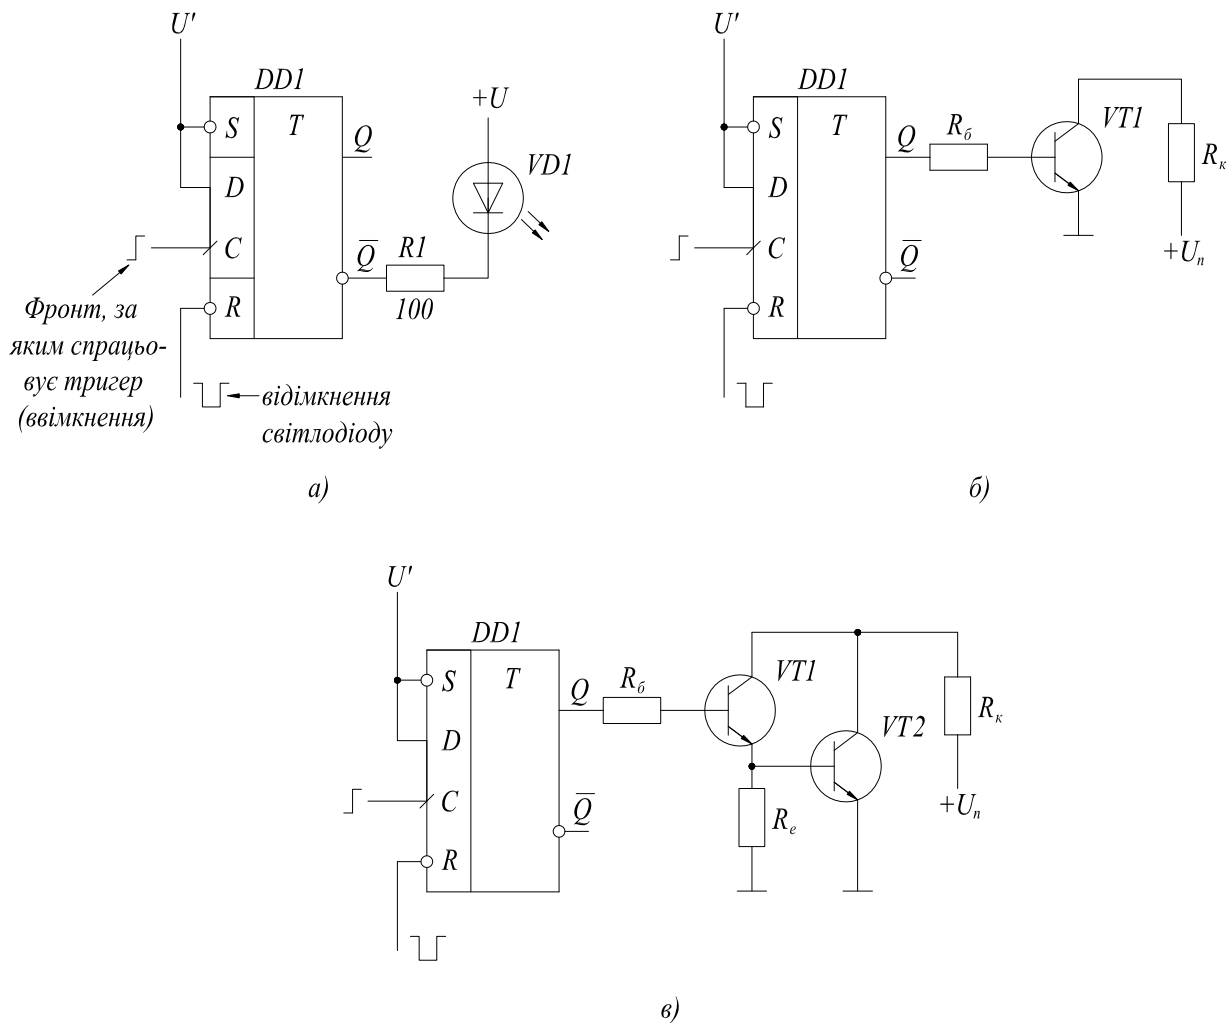 U'
DD1
S T
Q
D
C
Q̅
R
R1
100
+U
VD1
Фронт, за
яким спрацьо-
вує тригер
(ввімкнення)
відімкнення
світлодіоду
а)
U'
DD1
S T
Q
D
C
Q̅
R
Rб
VT1
Rк
+Uп
б)
U'
DD1
S T
Q
D
C
Q̅
R
Rб
VT1
VT2
Rк
Rе
+Uп
в)